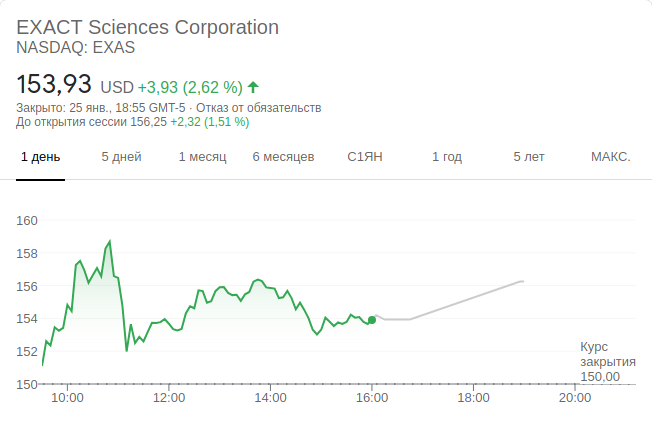 EXACT Sciences Corporation
NASDAQ: EXAS
153,93 USD +3,93 (2,62 %)
Закрыто: 25 янв., 18:55 GMT-5 · Отказ от обязательств
До открытия сессии 156,25 +2,32 (1,51 %)
1 день 5 дней 1 месяц 6 месяцев С1ЯН 1 год 5 лет МАКС.
160
158
156
154
152
150
Курс
закрытия
150,00
10:00 12:00 14:00 16:00 18:00 20:00